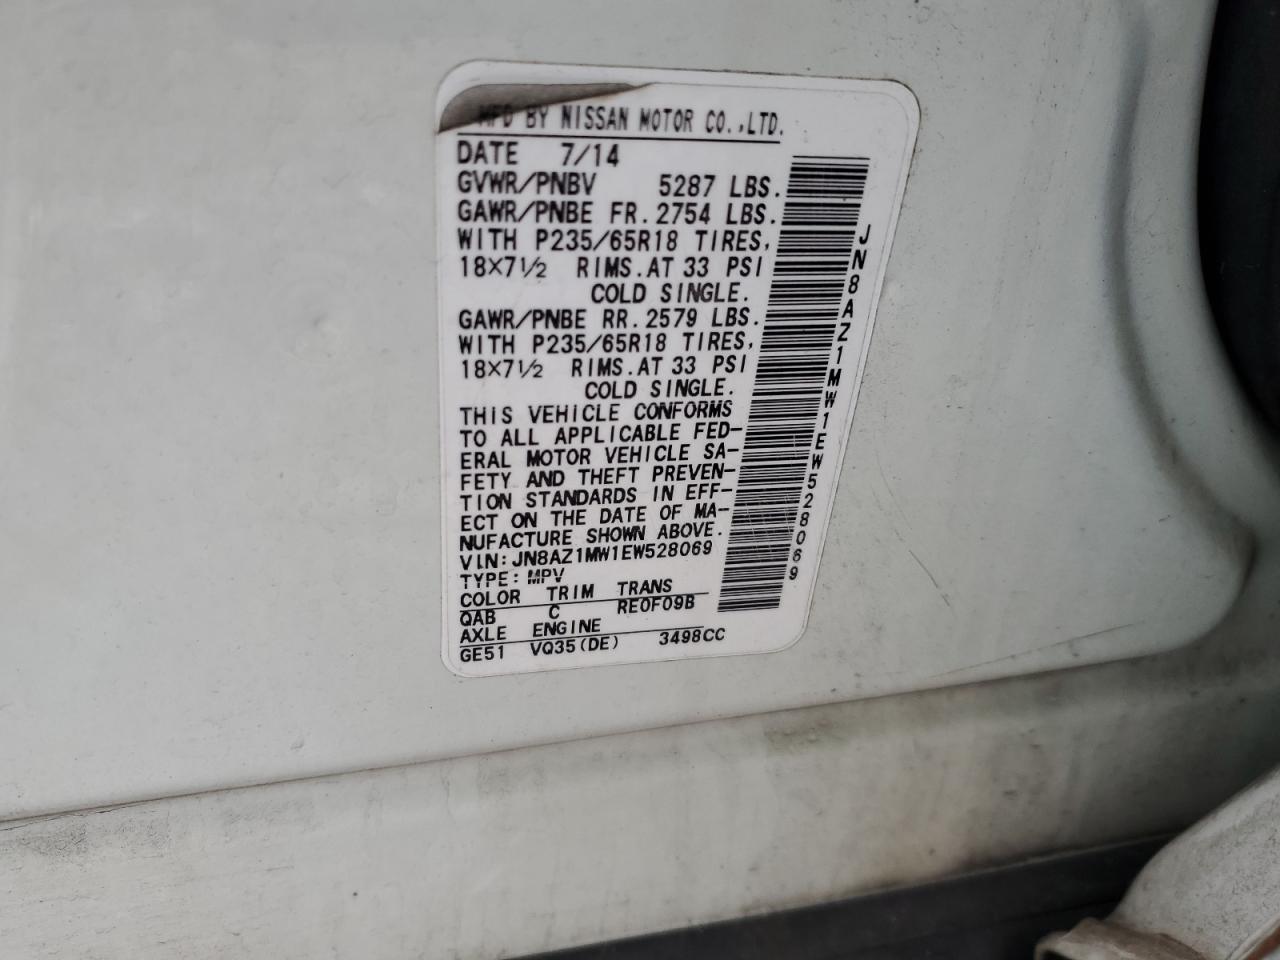 MFD BY NISSAN MOTOR CO.,LTD.
DATE 7/14
GVWR/PNBV 5287 LBS.
GAWR/PNBE FR. 2754 LBS.
WITH P235/65R18 TIRES,
18×7½ RIMS. AT 33 PSI
COLD SINGLE.
GAWR/PNBE RR. 2579 LBS.
WITH P235/65R18 TIRES,
18×7½ RIMS. AT 33 PSI
COLD SINGLE.
THIS VEHICLE CONFORMS
TO ALL APPLICABLE FED-
ERAL MOTOR VEHICLE SA-
FETY AND THEFT PREVEN-
TION STANDARDS IN EFF-
ECT ON THE DATE OF MA-
NUFACTURE SHOWN ABOVE.
VIN: JN8AZ1MW1EW528069
TYPE: MPV
COLOR TRIM TRANS
QAB C RE0F09B
AXLE ENGINE
GE51 VQ35(DE) 3498CC
JN8AZ1MW1EW528069